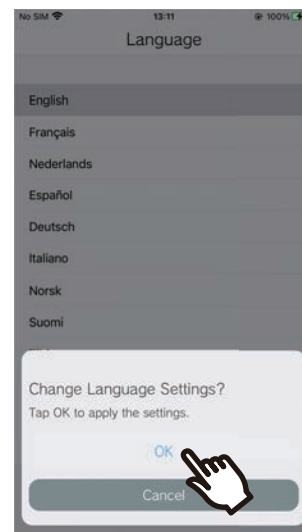 No SIM 13:11 100%
Language
English
Français
Nederlands
Español
Deutsch
Italiano
Norsk
Suomi
Change Language Settings?
Tap OK to apply the settings.
OK
Cancel